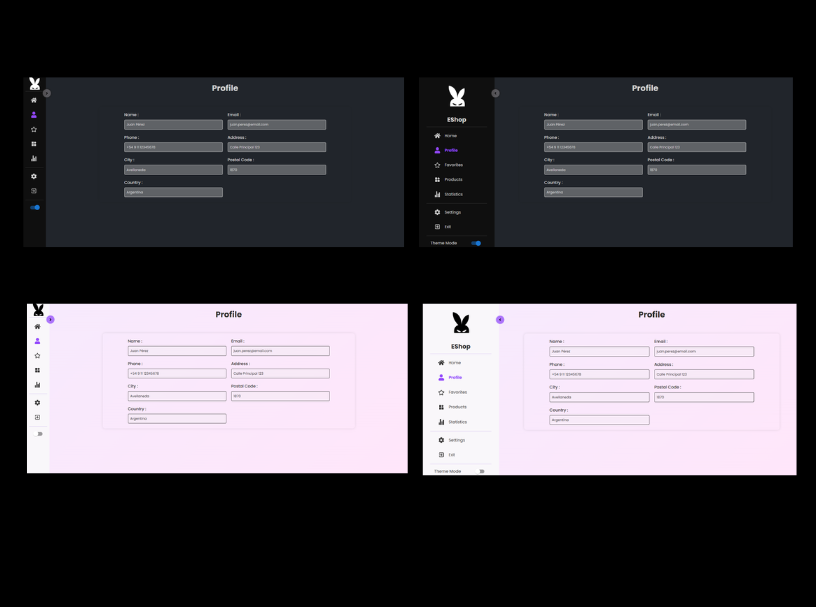 Profile
Name :
Email :
Juan Pérez
juan.perez@email.com
Phone :
Address :
+54 9 11 12345678
Calle Principal 123
City :
Postal Code :
Avellaneda
1870
Country :
Argentina
EShop
Home
Profile
Favorites
Products
Statistics
Settings
Exit
Theme Mode
Profile
Name :
Email :
Juan Pérez
juan.perez@email.com
Phone :
Address :
+54 9 11 12345678
Calle Principal 123
City :
Postal Code :
Avellaneda
1870
Country :
Argentina
Profile
Name :
Email :
Juan Pérez
juan.perez@email.com
Phone :
Address :
+54 9 11 12345678
Calle Principal 123
City :
Postal Code :
Avellaneda
1870
Country :
Argentina
EShop
Home
Profile
Favorites
Products
Statistics
Settings
Exit
Theme Mode
Profile
Name :
Email :
Juan Pérez
juan.perez@email.com
Phone :
Address :
+54 9 11 12345678
Calle Principal 123
City :
Postal Code :
Avellaneda
1870
Country :
Argentina